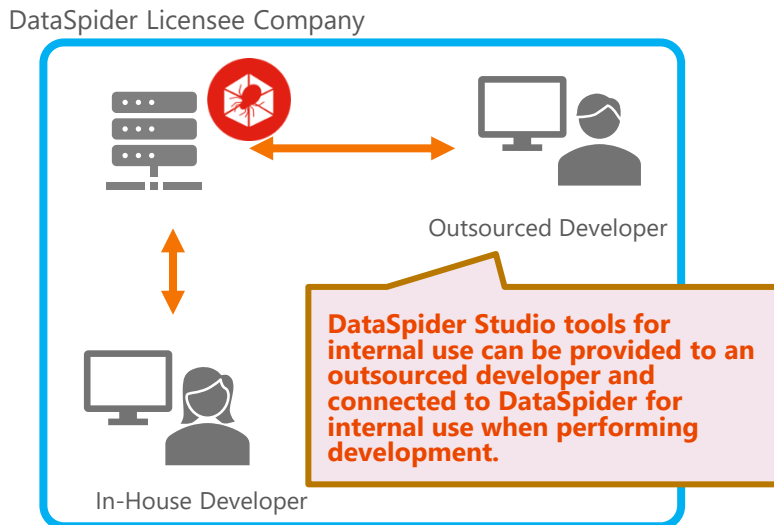 DataSpider Licensee Company
Outsourced Developer
DataSpider Studio tools for
internal use can be provided to an
outsourced developer and
connected to DataSpider for
internal use when performing
development.
In-House Developer